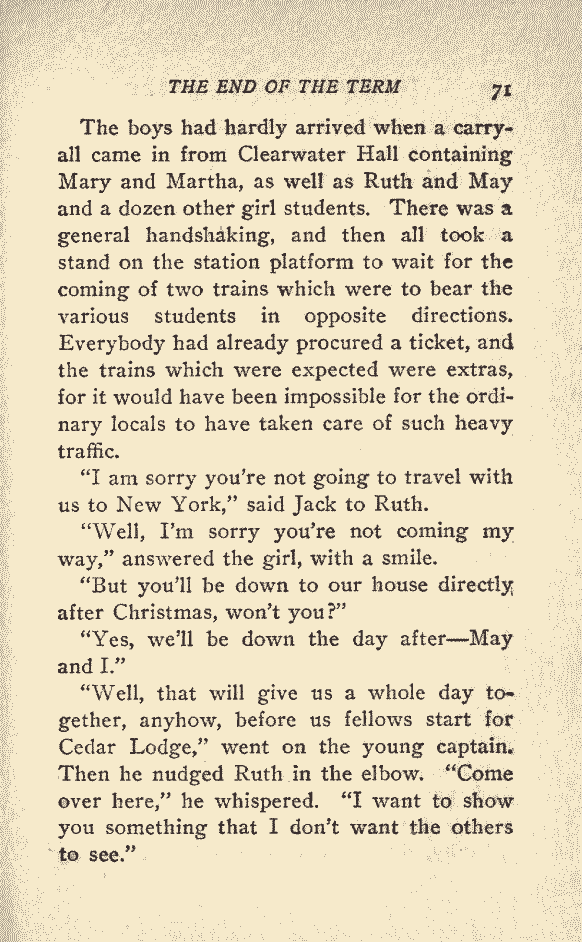 THE END OF THE TERM 71
The boys had hardly arrived when a carry-
all came in from Clearwater Hall containing
Mary and Martha, as well as Ruth and May
and a dozen other girl students. There was a
general handshaking, and then all took a
stand on the station platform to wait for the
coming of two trains which were to bear the
various students in opposite directions.
Everybody had already procured a ticket, and
the trains which were expected were extras,
for it would have been impossible for the ordi-
nary locals to have taken care of such heavy
traffic.
“I am sorry you’re not going to travel with
us to New York,” said Jack to Ruth.
“Well, I’m sorry you’re not coming my
way,” answered the girl, with a smile.
“But you’ll be down to our house directly
after Christmas, won’t you?”
“Yes, we’ll be down the day after—May
and I.”
“Well, that will give us a whole day to-
gether, anyhow, before us fellows start for
Cedar Lodge,” went on the young captain.
Then he nudged Ruth in the elbow. “Come
over here,” he whispered. “I want to show
you something that I don’t want the others
to see.”